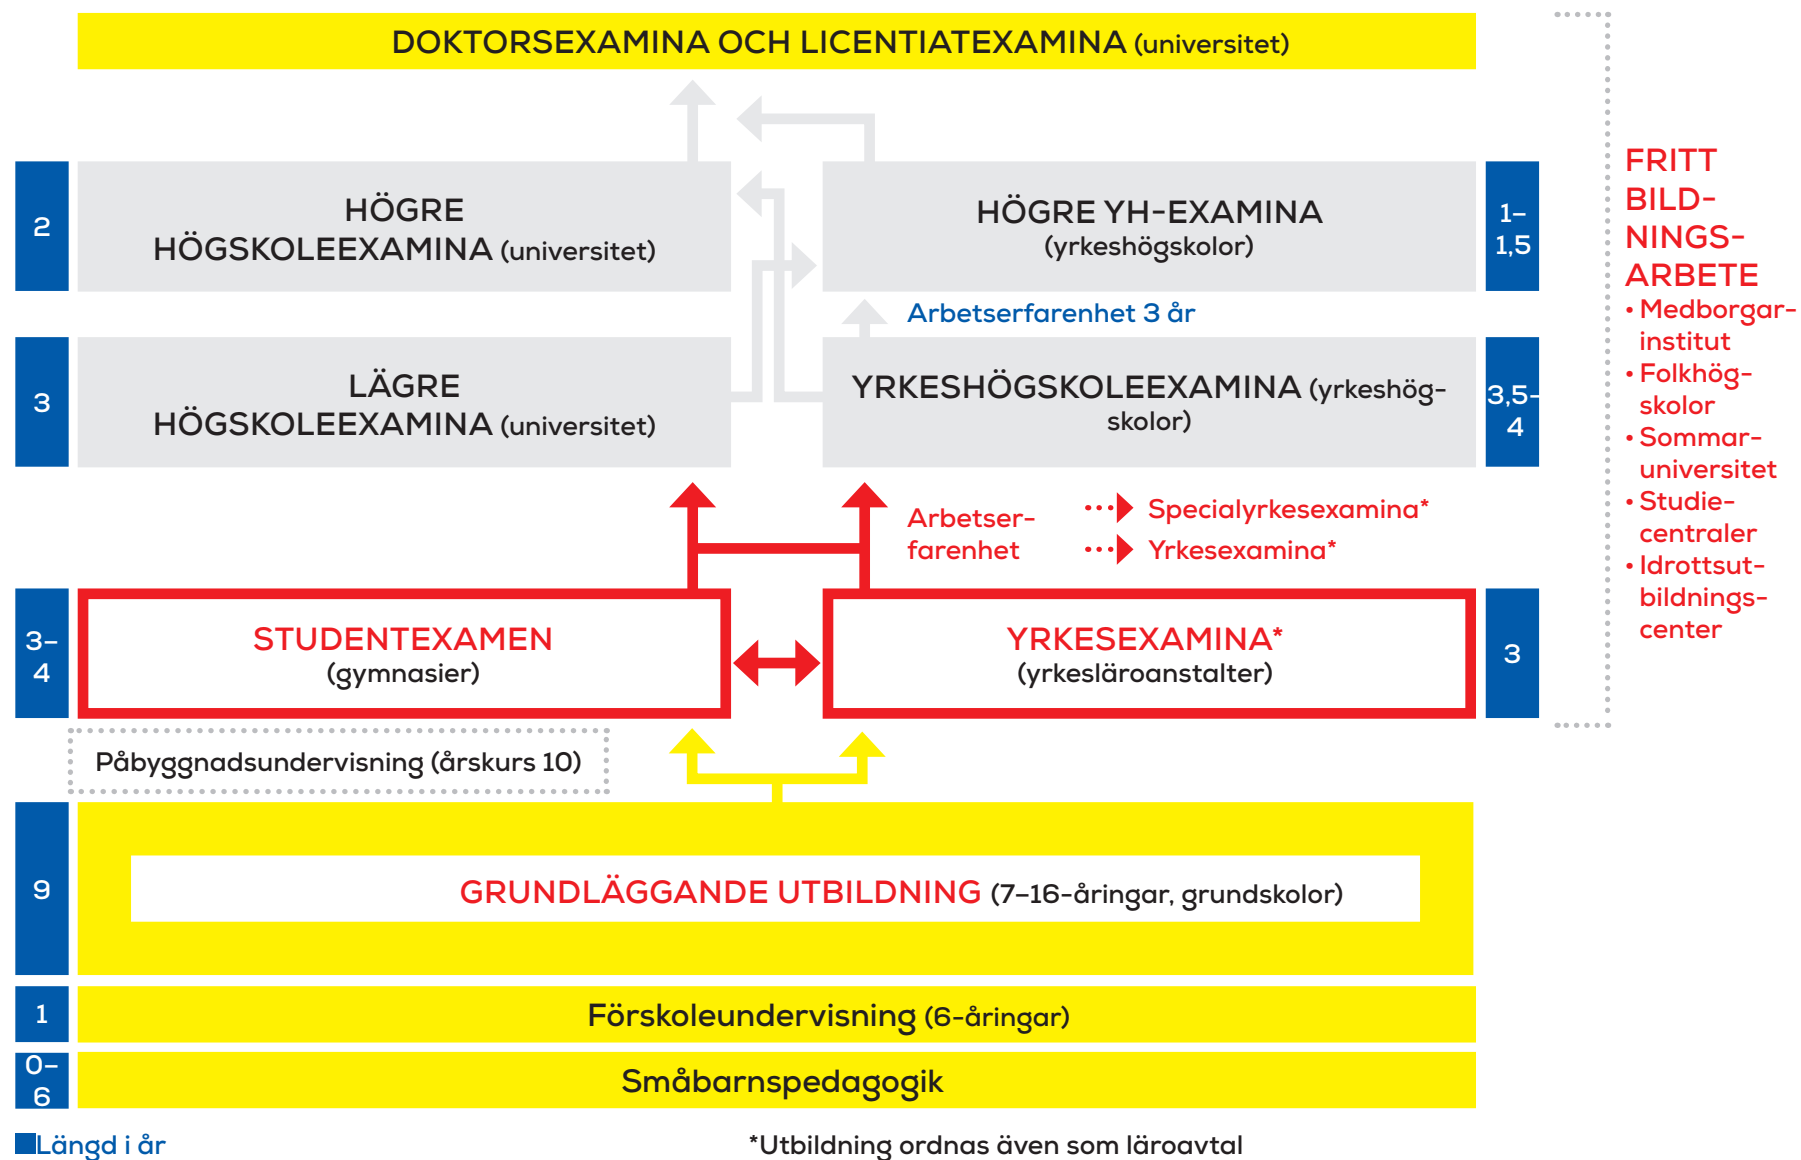 DOKTORSEXAMINA OCH LICENTIATEXAMINA (universitet)
2
HÖGRE
HÖGSKOLEEXAMINA (universitet)
HÖGRE YH-EXAMINA
(yrkeshögskolor)
1–
1,5
Arbetserfarenhet 3 år
3
LÄGRE
HÖGSKOLEEXAMINA (universitet)
YRKESHÖGSKOLEEXAMINA (yrkeshög-
skolor)
3,5-
4
Arbetser-
farenhet
Specialyrkesexamina*
Yrkesexamina*
3–
4
STUDENTEXAMEN
(gymnasier)
YRKESEXAMINA*
(yrkesläroanstalter)
3
Påbyggnadsundervisning (årskurs 10)
9
GRUNDLÄGGANDE UTBILDNING (7–16-åringar, grundskolor)
1
Förskoleundervisning (6-åringar)
0–
6
Småbarnspedagogik
Längd i år
*Utbildning ordnas även som läroavtal
FRITT
BILD-
NINGS-
ARBETE
• Medborgar-
institut
• Folkhög-
skolor
• Sommar-
universitet
• Studie-
centraler
• Idrottsut-
bildnings-
center